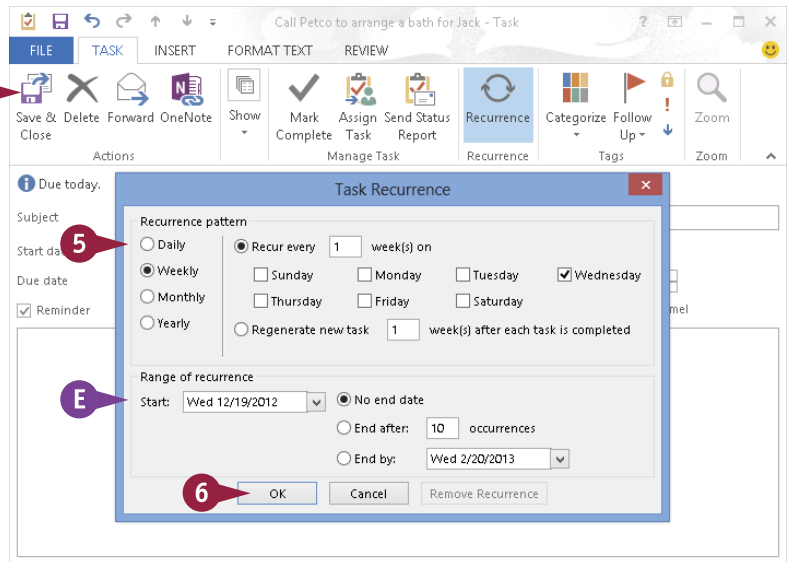 Call Petco to arrange a bath for Jack - Task
?
FILE TASK INSERT FORMAT TEXT REVIEW
Save & Close Delete Forward OneNote Show Mark Complete Assign Task Send Status Report Recurrence Categorize Follow Up Zoom
Actions Manage Task Recurrence Tags Zoom
Due today.
Task Recurrence
Subject
Recurrence pattern
Start da
5
Daily
Recur every 1 week(s) on
Due date
Weekly
Sunday Monday Tuesday Wednesday
Monthly
Thursday Friday Saturday
Reminder
mel
Yearly
Regenerate new task 1 week(s) after each task is completed
Range of recurrence
E
Start: Wed 12/19/2012
No end date
End after: 10 occurrences
End by: Wed 2/20/2013
6
OK Cancel Remove Recurrence